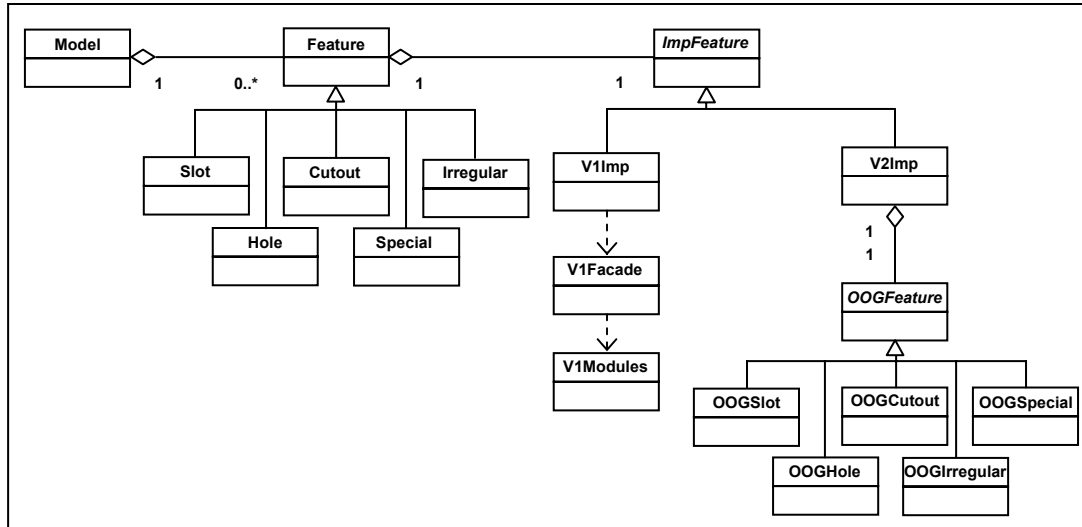 Model
Feature
ImpFeature
1
0..*
1
1
Slot
Cutout
Irregular
V1Imp
V2Imp
Hole
Special
1
1
V1Facade
OOGFeature
V1Modules
OOGSlot
OOGCutout
OOGSpecial
OOGHole
OOGIrregular